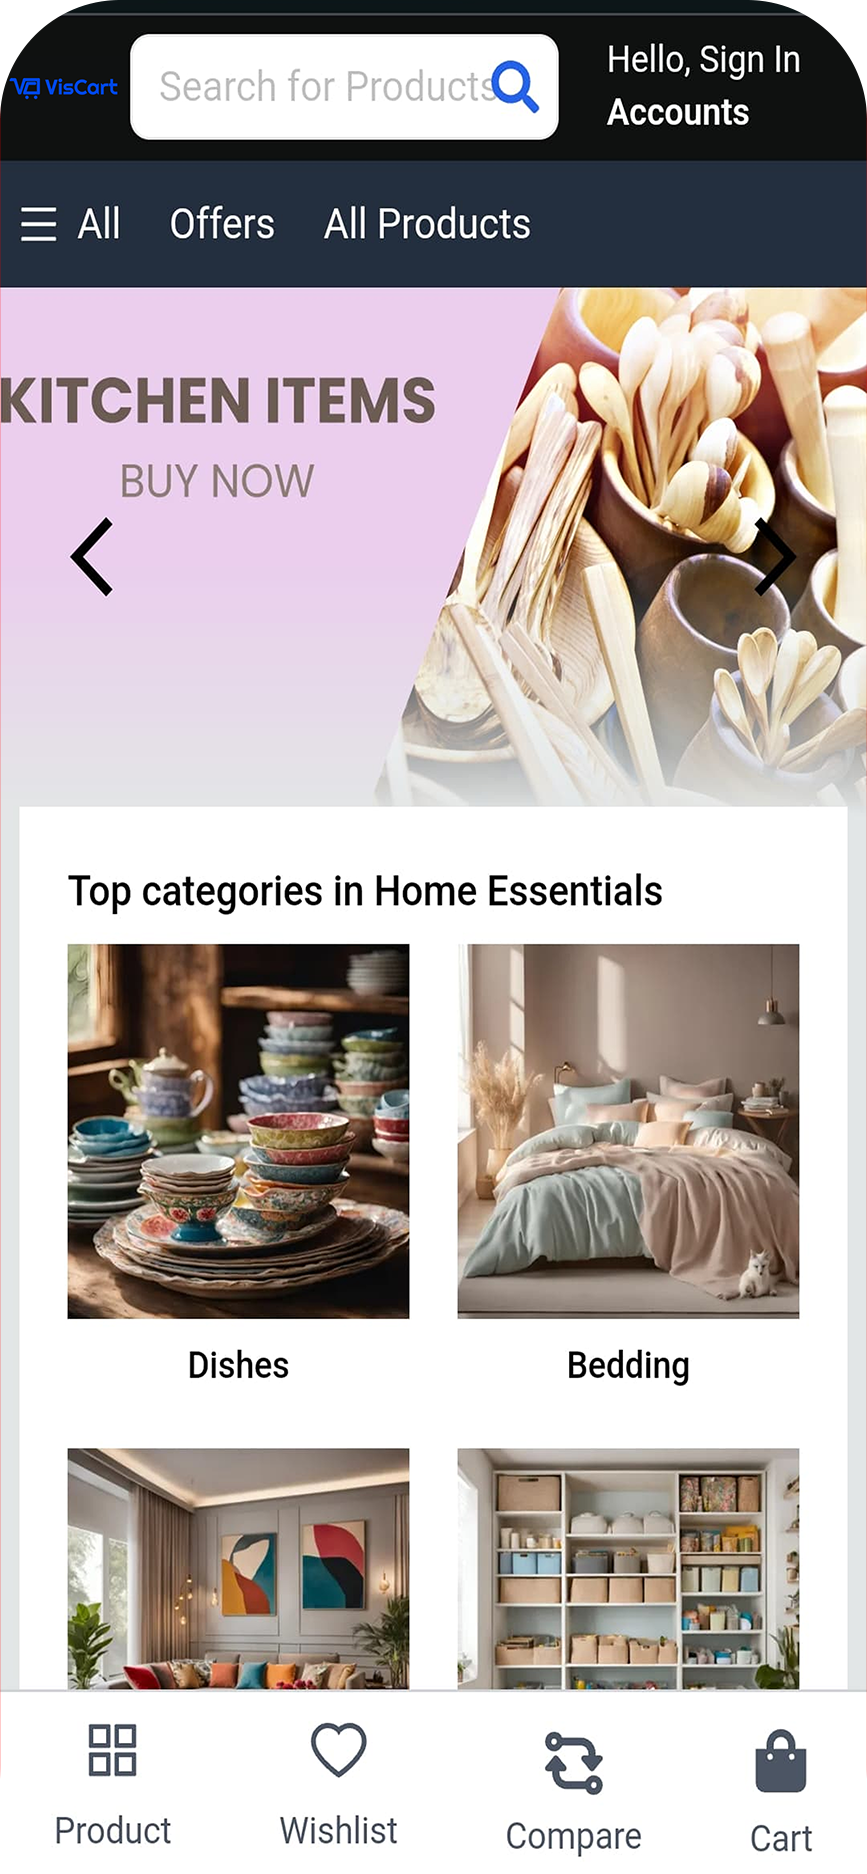 VisCart
Search for Products
Hello, Sign In
Accounts
All
Offers
All Products
KITCHEN ITEMS
BUY NOW
Top categories in Home Essentials
Dishes
Bedding
Product
Wishlist
Compare
Cart